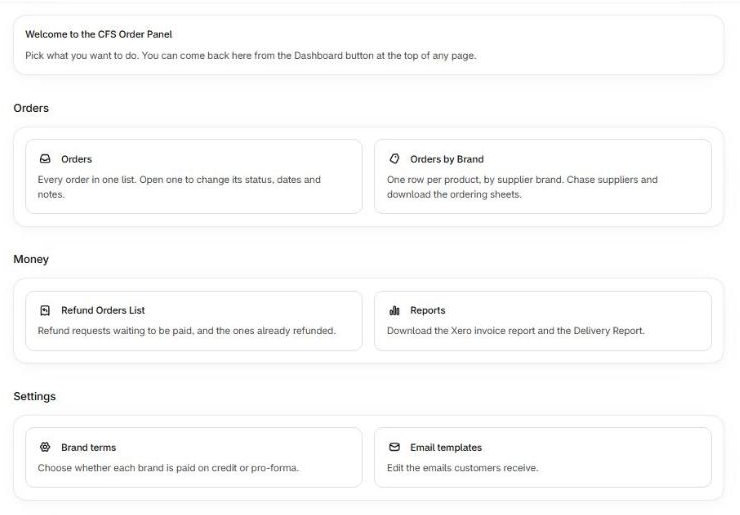 Welcome to the CFS Order Panel
Pick what you want to do. You can come back here from the Dashboard button at the top of any page.
Orders
Orders
Every order in one list. Open one to change its status, dates and
notes.
Orders by Brand
One row per product, by supplier brand. Chase suppliers and
download the ordering sheets.
Money
Refund Orders List
Refund requests waiting to be paid, and the ones already refunded.
Reports
Download the Xero invoice report and the Delivery Report.
Settings
Brand terms
Choose whether each brand is paid on credit or pro-forma.
Email templates
Edit the emails customers receive.